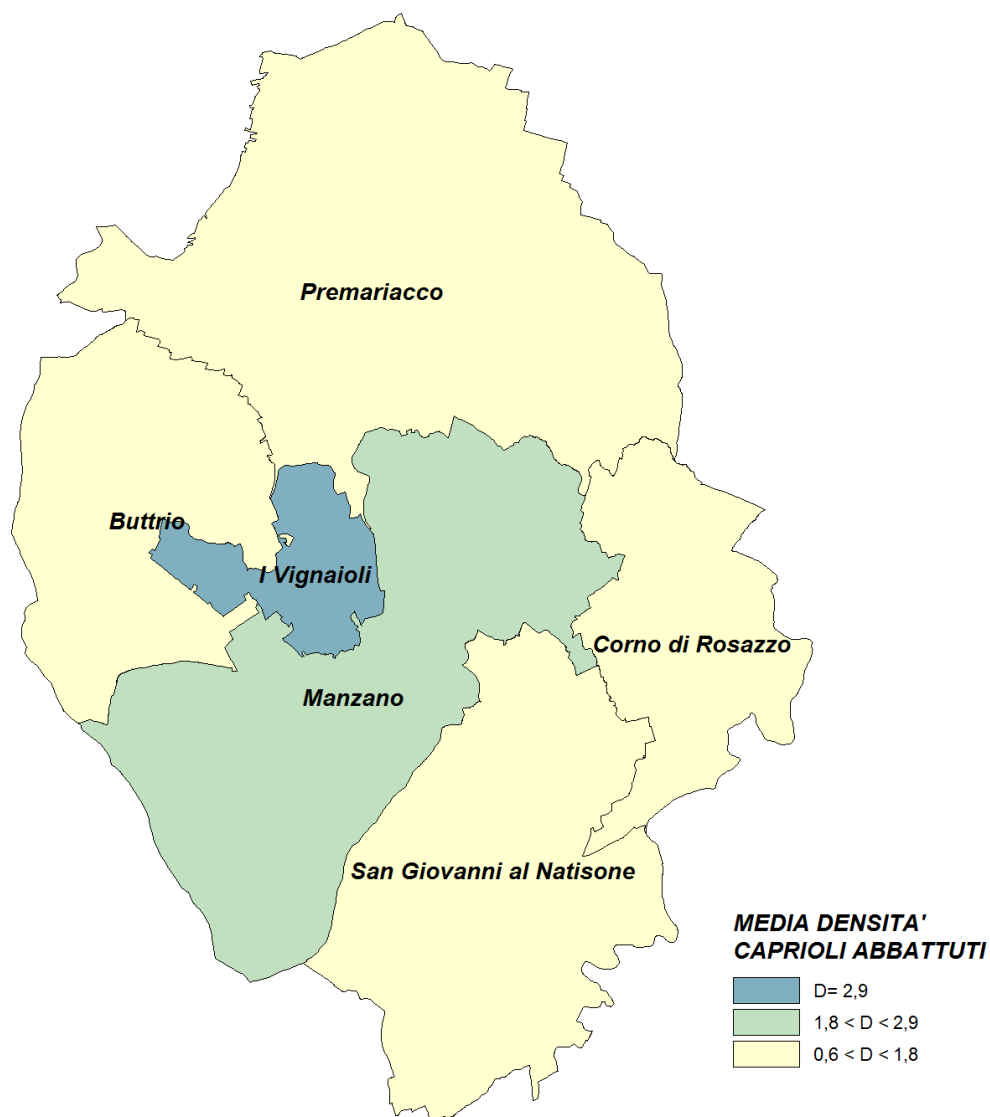 Premariacco
Buttrio
I Vignaioli
Corno di Rosazzo
Manzano
San Giovanni al Natisone
MEDIA DENSITA'
CAPRIOLI ABBATTUTI
D= 2,9
1,8 < D < 2,9
0,6 < D < 1,8